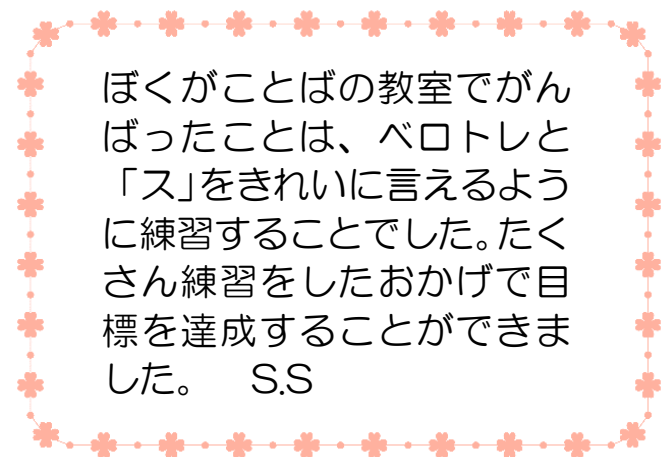 ぼくがことばの教室でがん
ばったことは、ベロトレと
「ス」をきれいに言えるよう
に練習することでした。たく
さん練習をしたおかげで目
標を達成することができま
した。　S.S